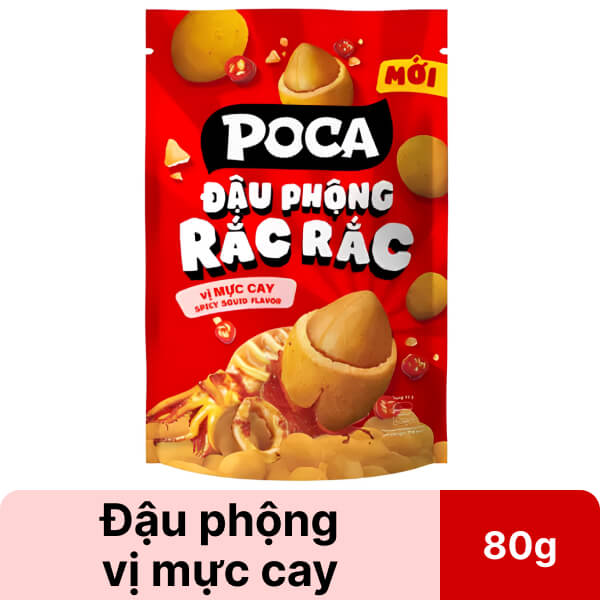 MỚI
POCA
ĐẬU PHỘNG
RẮC RẮC
VỊ MỰC CAY
SPICY SQUID FLAVOR
Đậu phộng
vị mực cay
80g